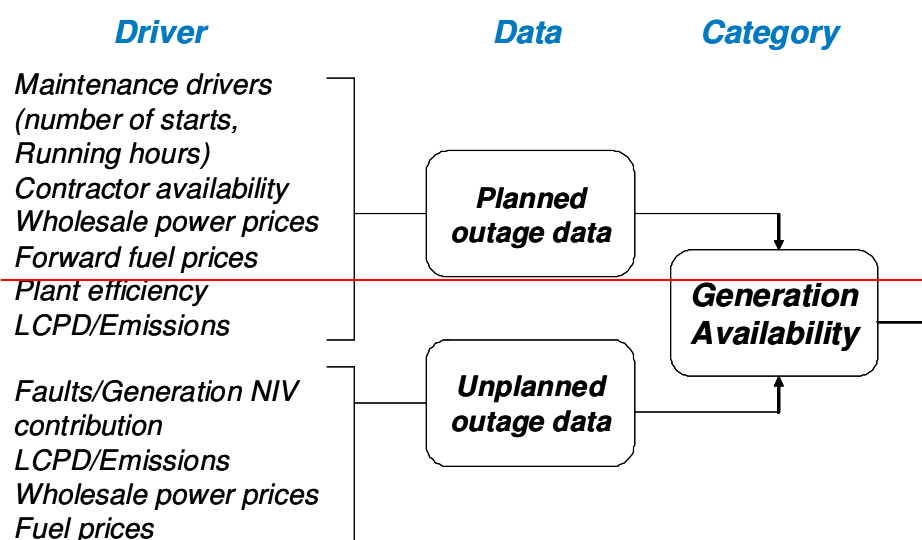 Driver Data Category
Maintenance drivers
(number of starts,
Running hours)
Contractor availability
Wholesale power prices
Forward fuel prices
Plant efficiency
LCPD/Emissions
Planned
outage data
Generation
Availability
Faults/Generation NIV
contribution
LCPD/Emissions
Wholesale power prices
Fuel prices
Unplanned
outage data